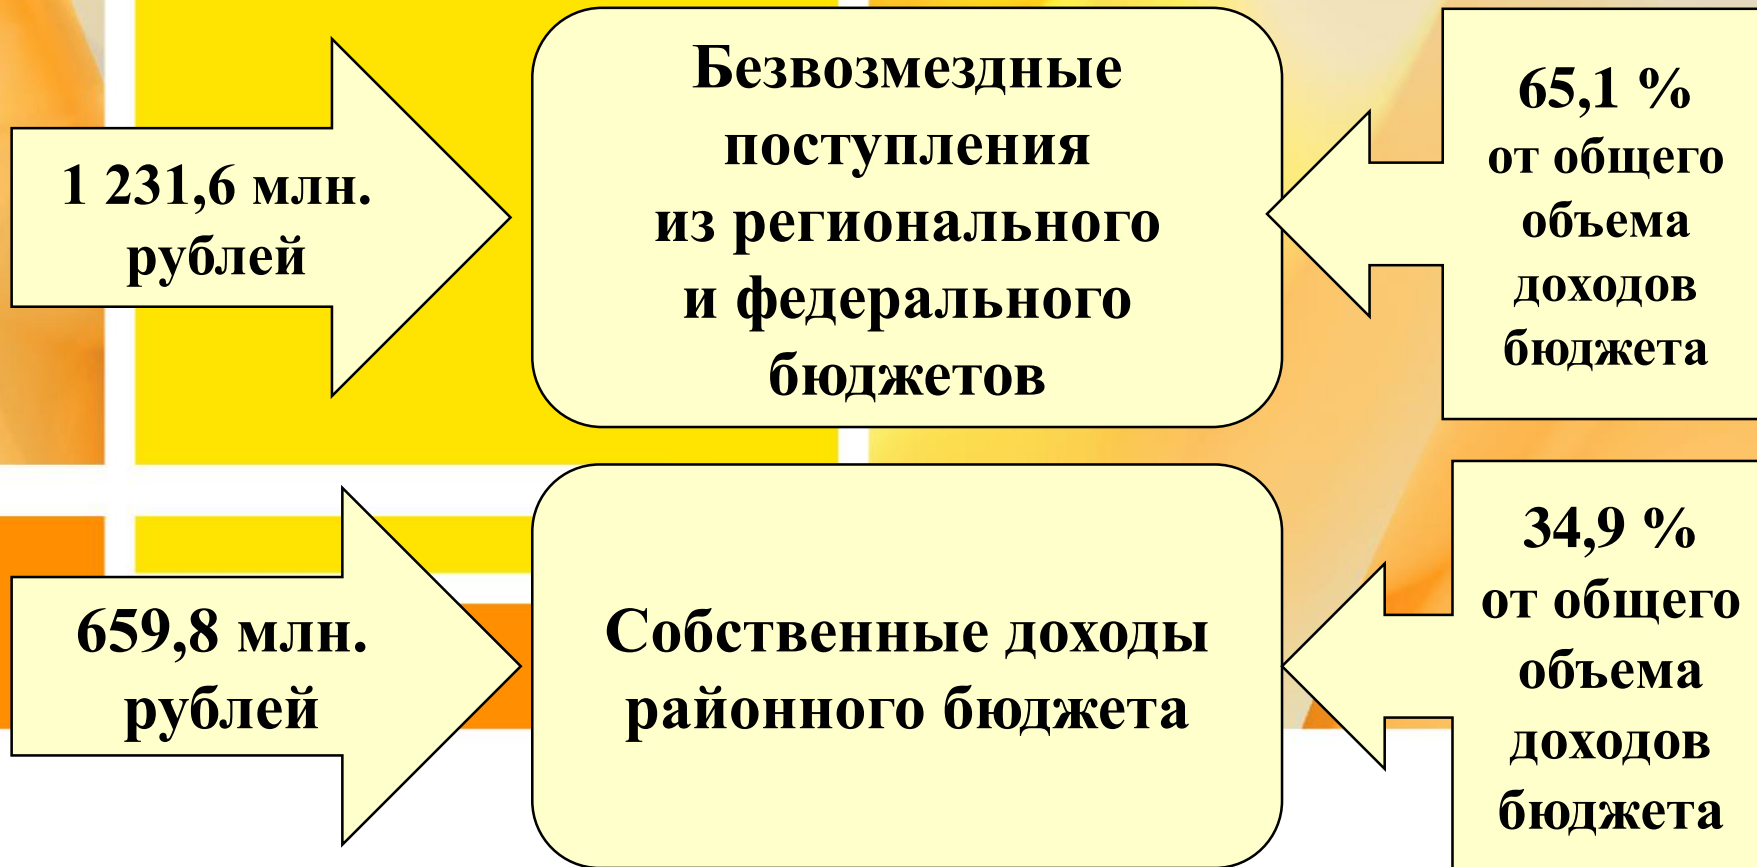 1 231,6 млн.
рублей
Безвозмездные
поступления
из регионального
и федерального
бюджетов
65,1 %
от общего
объема
доходов
бюджета
659,8 млн.
рублей
Собственные доходы
районного бюджета
34,9 %
от общего
объема
доходов
бюджета